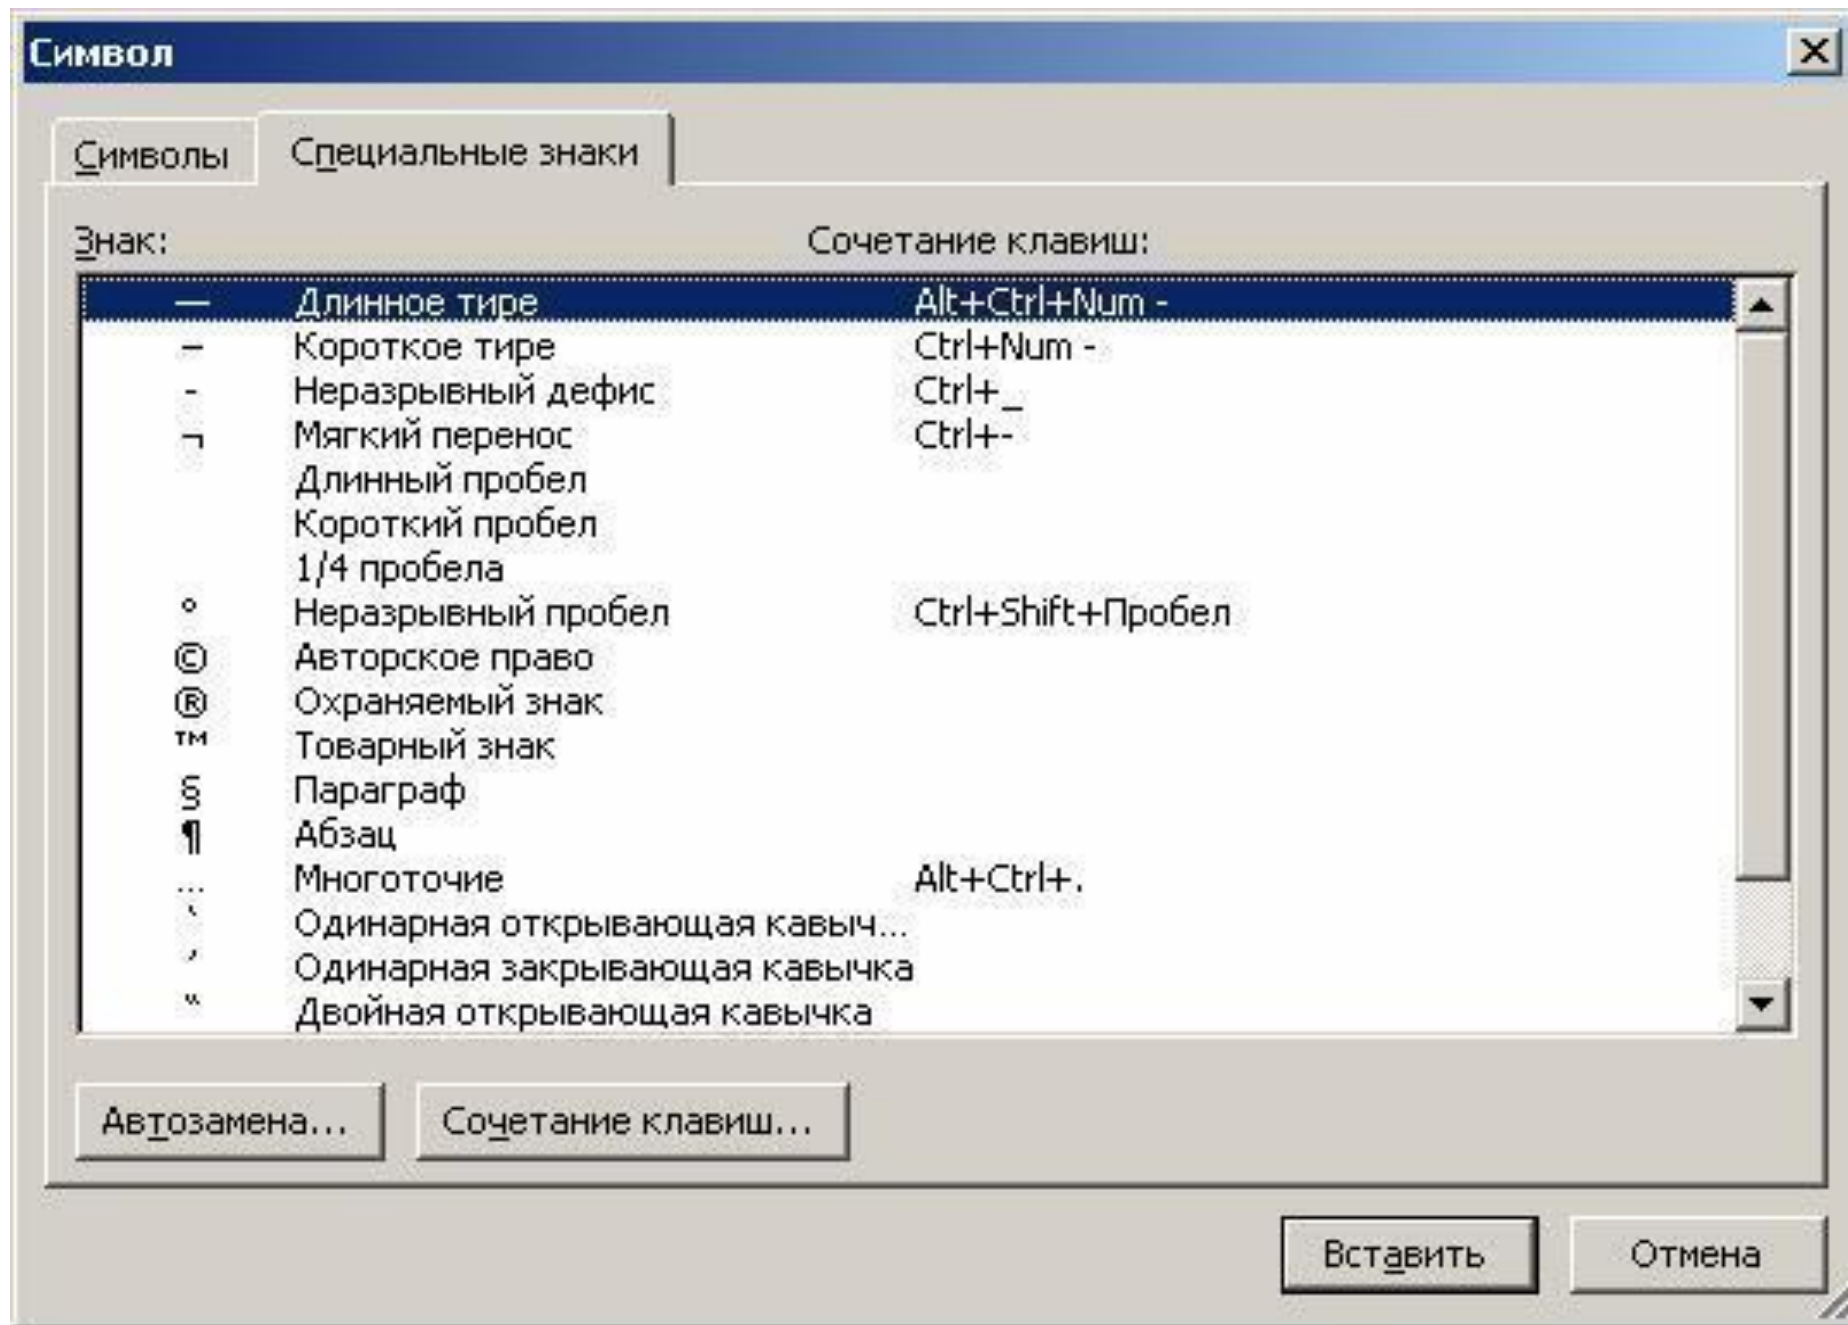 Символ
Символы Специальные знаки
Знак: Сочетание клавиш:
— Длинное тире Alt+Ctrl+Num -
– Короткое тире Ctrl+Num -
- Неразрывный дефис Ctrl+_
¬ Мягкий перенос Ctrl+-
Длинный пробел
Короткий пробел
1/4 пробела
° Неразрывный пробел Ctrl+Shift+Пробел
© Авторское право
® Охраняемый знак
™ Товарный знак
§ Параграф
¶ Абзац
… Многоточие Alt+Ctrl+.
‘ Одинарная открывающая кавыч...
’ Одинарная закрывающая кавычка
“ Двойная открывающая кавычка
Автозамена... Сочетание клавиш...
Вставить Отмена